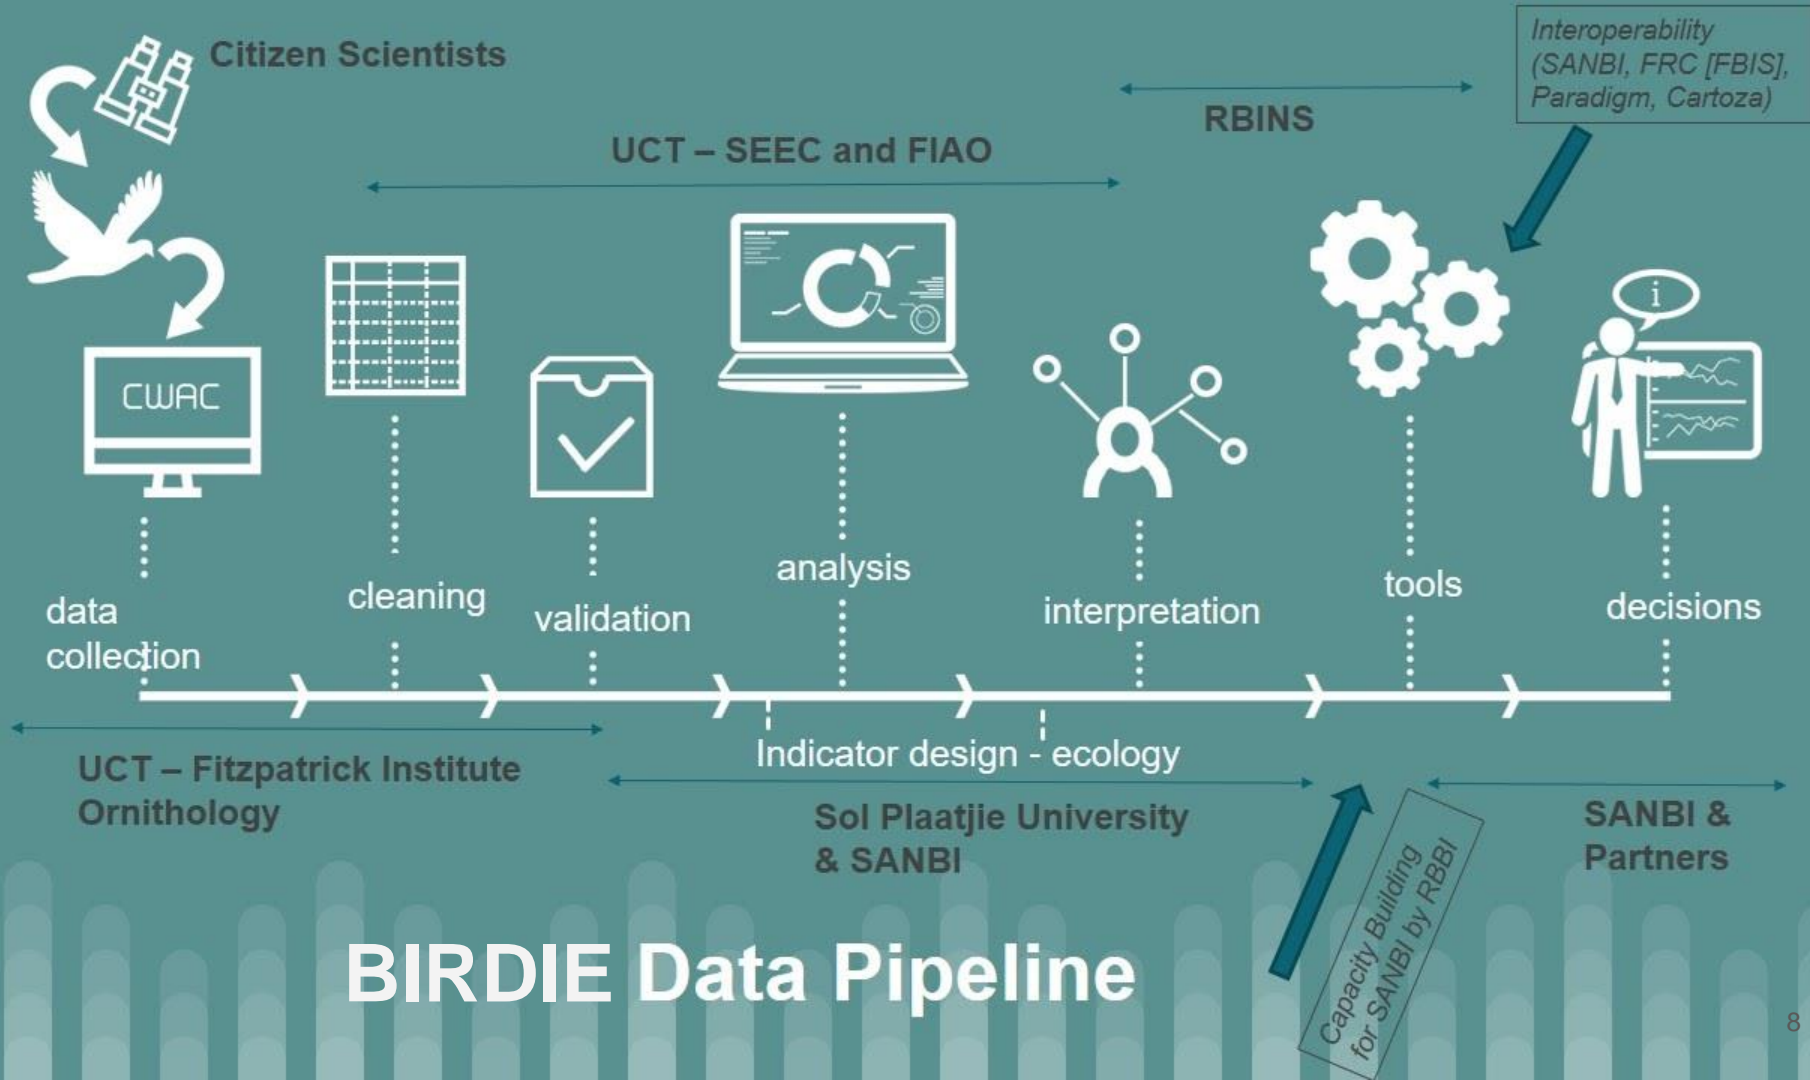 Citizen Scientists
Interoperability
(SANBI, FRC [FBIS],
Paradigm, Cartoza)
RBINS
UCT – SEEC and FIAO
CWAC
i
data
collection
cleaning
validation
analysis
interpretation
tools
decisions
Indicator design - ecology
UCT – Fitzpatrick Institute
Ornithology
Sol Plaatjie University
& SANBI
SANBI &
Partners
Capacity Building
for SANBI by RBBI
BIRDIE Data Pipeline
8